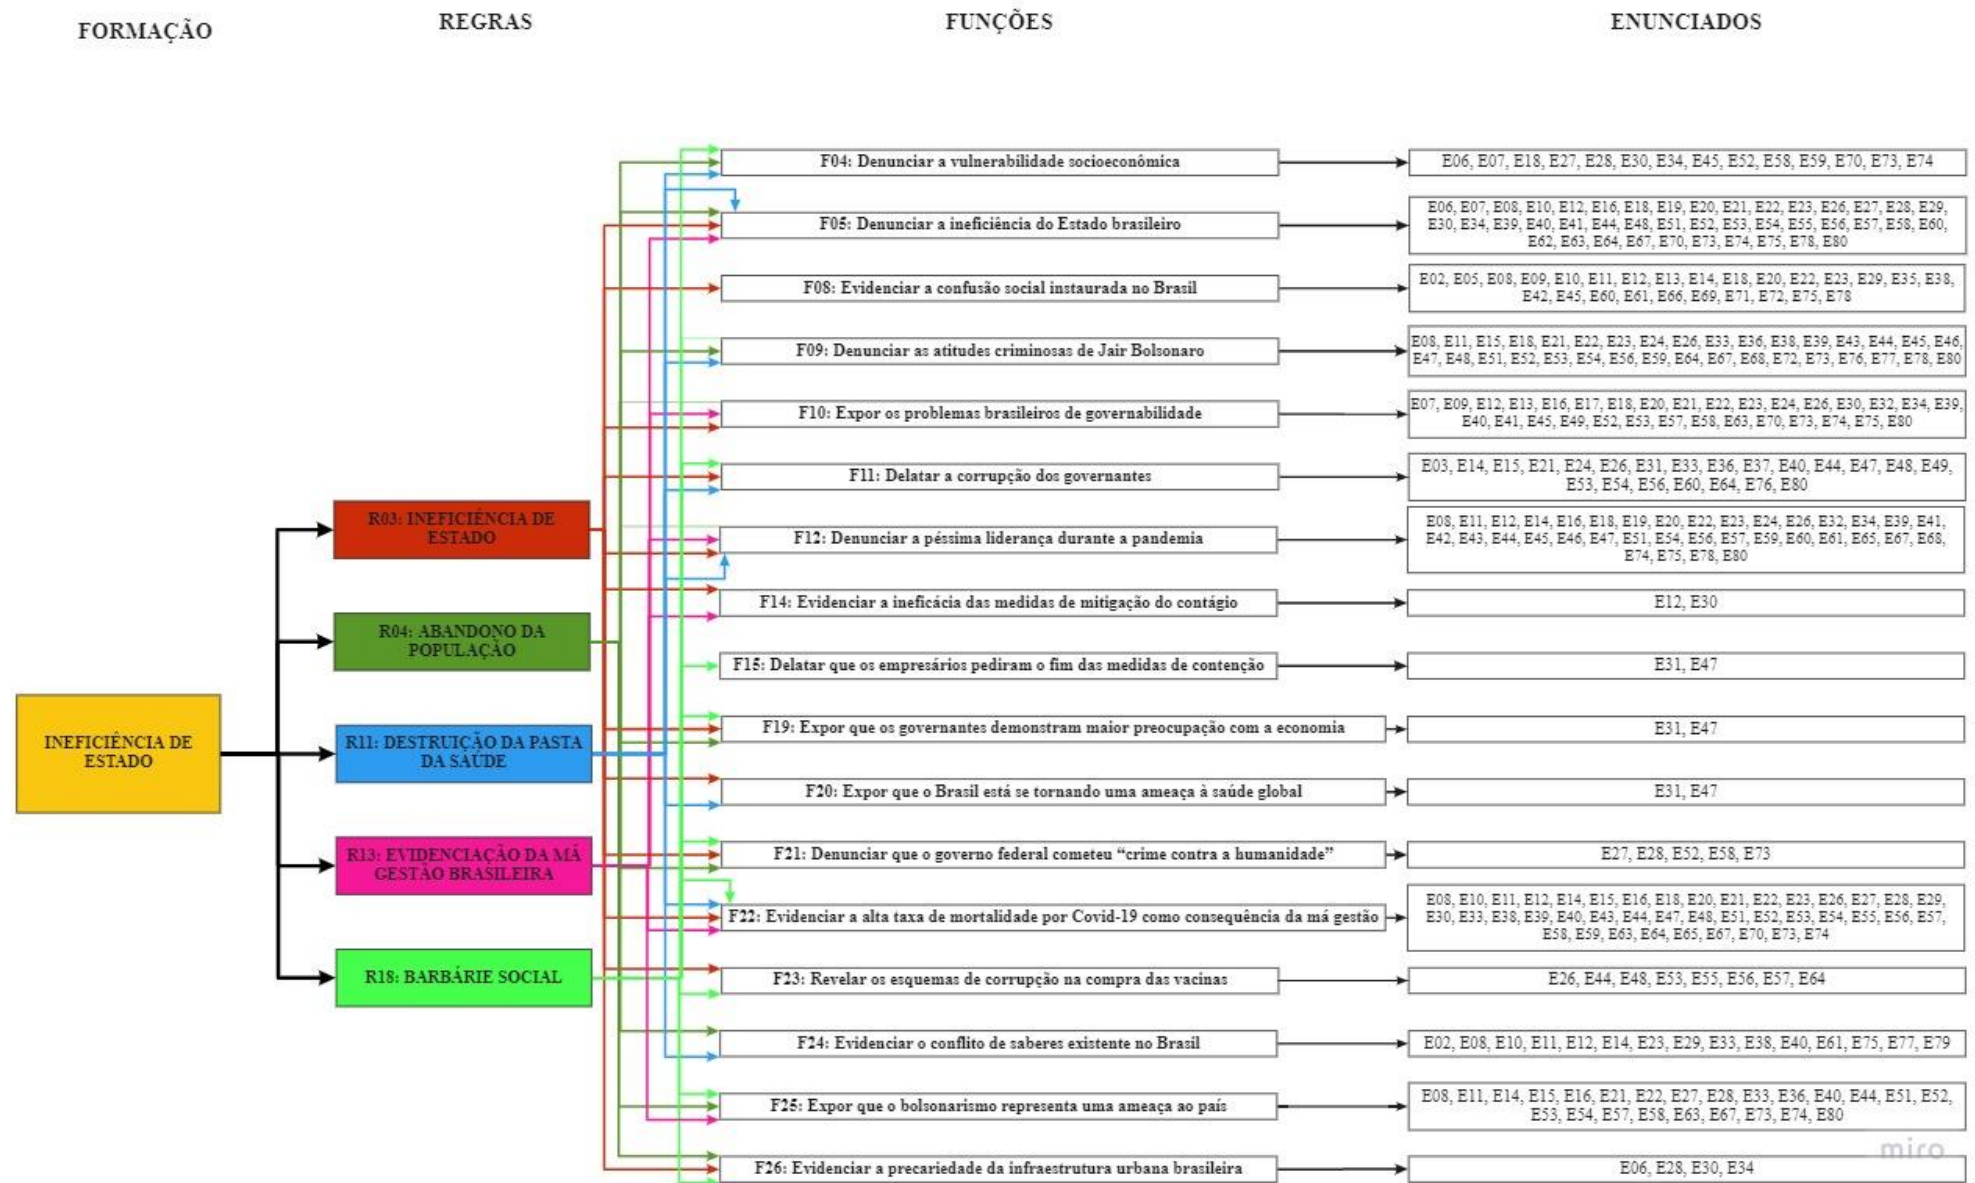 FORMAÇÃO
REGRAS
FUNÇÕES
ENUNCIADOS
INEFICIÊNCIA DE
ESTADO
R03: INEFICIÊNCIA DE
ESTADO
R04: ABANDONO DA
POPULAÇÃO
R11: DESTRUIÇÃO DA PASTA
DA SAÚDE
R13: EVIDENCIAÇÃO DA MÁ
GESTÃO BRASILEIRA
R18: BARBÁRIE SOCIAL
F04: Denunciar a vulnerabilidade socioeconômica
E06, E07, E18, E27, E28, E30, E34, E45, E52, E58, E59, E70, E73, E74
F05: Denunciar a ineficiência do Estado brasileiro
E06, E07, E08, E10, E12, E16, E18, E19, E20, E21, E22, E23, E26, E27, E28, E29,
E30, E34, E39, E40, E41, E44, E48, E51, E52, E53, E54, E55, E56, E57, E58, E60,
E62, E63, E64, E67, E70, E73, E74, E75, E78, E80
F08: Evidenciar a confusão social instaurada no Brasil
E02, E05, E08, E09, E10, E11, E12, E13, E14, E18, E20, E22, E23, E29, E35, E38,
E42, E45, E60, E61, E66, E69, E71, E72, E75, E78
F09: Denunciar as atitudes criminosas de Jair Bolsonaro
E08, E11, E15, E18, E21, E22, E23, E24, E26, E33, E36, E38, E39, E43, E44, E45, E46,
E47, E48, E51, E52, E53, E54, E56, E59, E64, E67, E68, E72, E73, E76, E77, E78, E80
F10: Expor os problemas brasileiros de governabilidade
E07, E09, E12, E13, E16, E17, E18, E20, E21, E22, E23, E24, E26, E30, E32, E34, E39,
E40, E41, E45, E49, E52, E53, E57, E58, E63, E70, E73, E74, E75, E80
F11: Delatar a corrupção dos governantes
E03, E14, E15, E21, E24, E26, E31, E33, E36, E37, E40, E44, E47, E48, E49,
E53, E54, E56, E60, E64, E76, E80
F12: Denunciar a péssima liderança durante a pandemia
E08, E11, E12, E14, E16, E18, E19, E20, E22, E23, E24, E26, E32, E34, E39, E41,
E42, E43, E44, E45, E46, E47, E51, E54, E56, E57, E59, E60, E61, E65, E67, E68,
E74, E75, E78, E80
F14: Evidenciar a ineficácia das medidas de mitigação do contágio
E12, E30
F15: Delatar que os empresários pediram o fim das medidas de contenção
E31, E47
F19: Expor que os governantes demonstram maior preocupação com a economia
E31, E47
F20: Expor que o Brasil está se tornando uma ameaça à saúde global
E31, E47
F21: Denunciar que o governo federal cometeu “crime contra a humanidade”
E27, E28, E52, E58, E73
F22: Evidenciar a alta taxa de mortalidade por Covid-19 como consequência da má gestão
E08, E10, E11, E12, E14, E15, E16, E18, E20, E21, E22, E23, E26, E27, E28, E29,
E30, E33, E38, E39, E40, E43, E44, E47, E48, E51, E52, E53, E54, E55, E56, E57,
E58, E59, E63, E64, E65, E67, E70, E73, E74
F23: Revelar os esquemas de corrupção na compra das vacinas
E26, E44, E48, E53, E55, E56, E57, E64
F24: Evidenciar o conflito de saberes existente no Brasil
E02, E08, E10, E11, E12, E14, E23, E29, E33, E38, E40, E61, E75, E77, E79
F25: Expor que o bolsonarismo representa uma ameaça ao país
E08, E11, E14, E15, E16, E21, E22, E27, E28, E33, E36, E40, E44, E51, E52,
E53, E54, E57, E58, E63, E67, E73, E74, E80
F26: Evidenciar a precariedade da infraestrutura urbana brasileira
E06, E28, E30, E34
miro